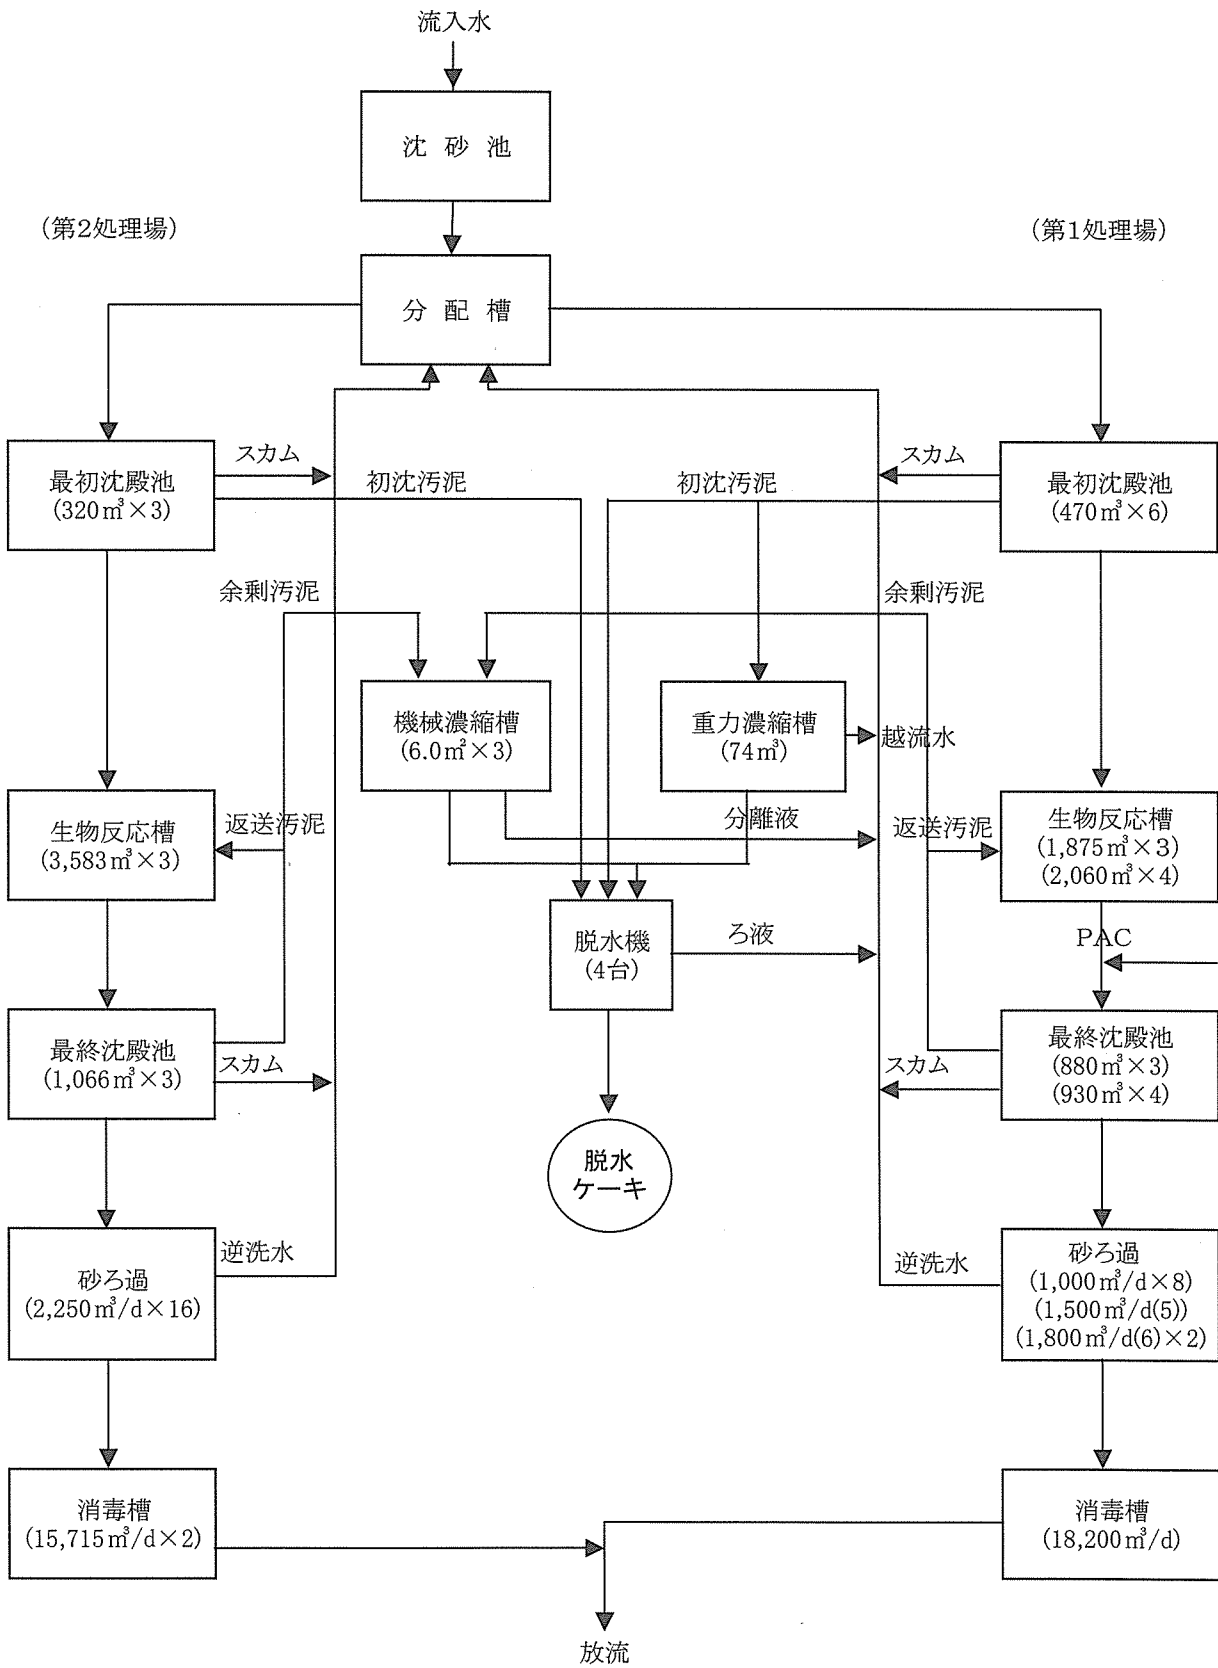 流入水
沈砂池
(第2処理場)
(第1処理場)
分配槽
スカム
スカム
最初沈殿池
(320㎥×3)
初沈汚泥
初沈汚泥
最初沈殿池
(470㎥×6)
余剰汚泥
余剰汚泥
機械濃縮槽
(6.0㎡×3)
重力濃縮槽
(74㎥)
越流水
生物反応槽
(3,583㎥×3)
返送汚泥
分離液
返送汚泥
生物反応槽
(1,875㎥×3)
(2,060㎥×4)
脱水機
(4台)
ろ液
PAC
最終沈殿池
(1,066㎥×3)
スカム
スカム
最終沈殿池
(880㎥×3)
(930㎥×4)
脱水
ケーキ
逆洗水
逆洗水
砂ろ過
(2,250㎥/d×16)
砂ろ過
(1,000㎥/d×8)
(1,500㎥/d(5))
(1,800㎥/d(6)×2)
消毒槽
(15,715㎥/d×2)
消毒槽
(18,200㎥/d)
放流